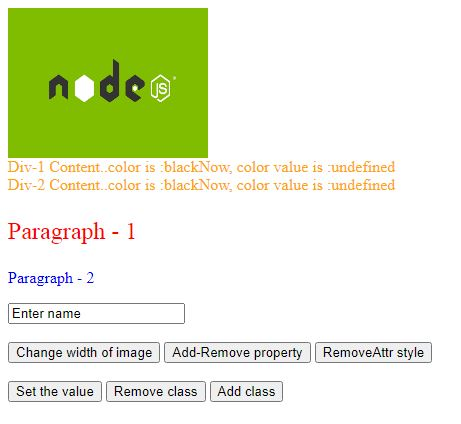 node JS
Div-1 Content..color is :blackNow, color value is :undefined
Div-2 Content..color is :blackNow, color value is :undefined
Paragraph - 1
Paragraph - 2
Enter name
Change width of image Add-Remove property RemoveAttr style
Set the value Remove class Add class